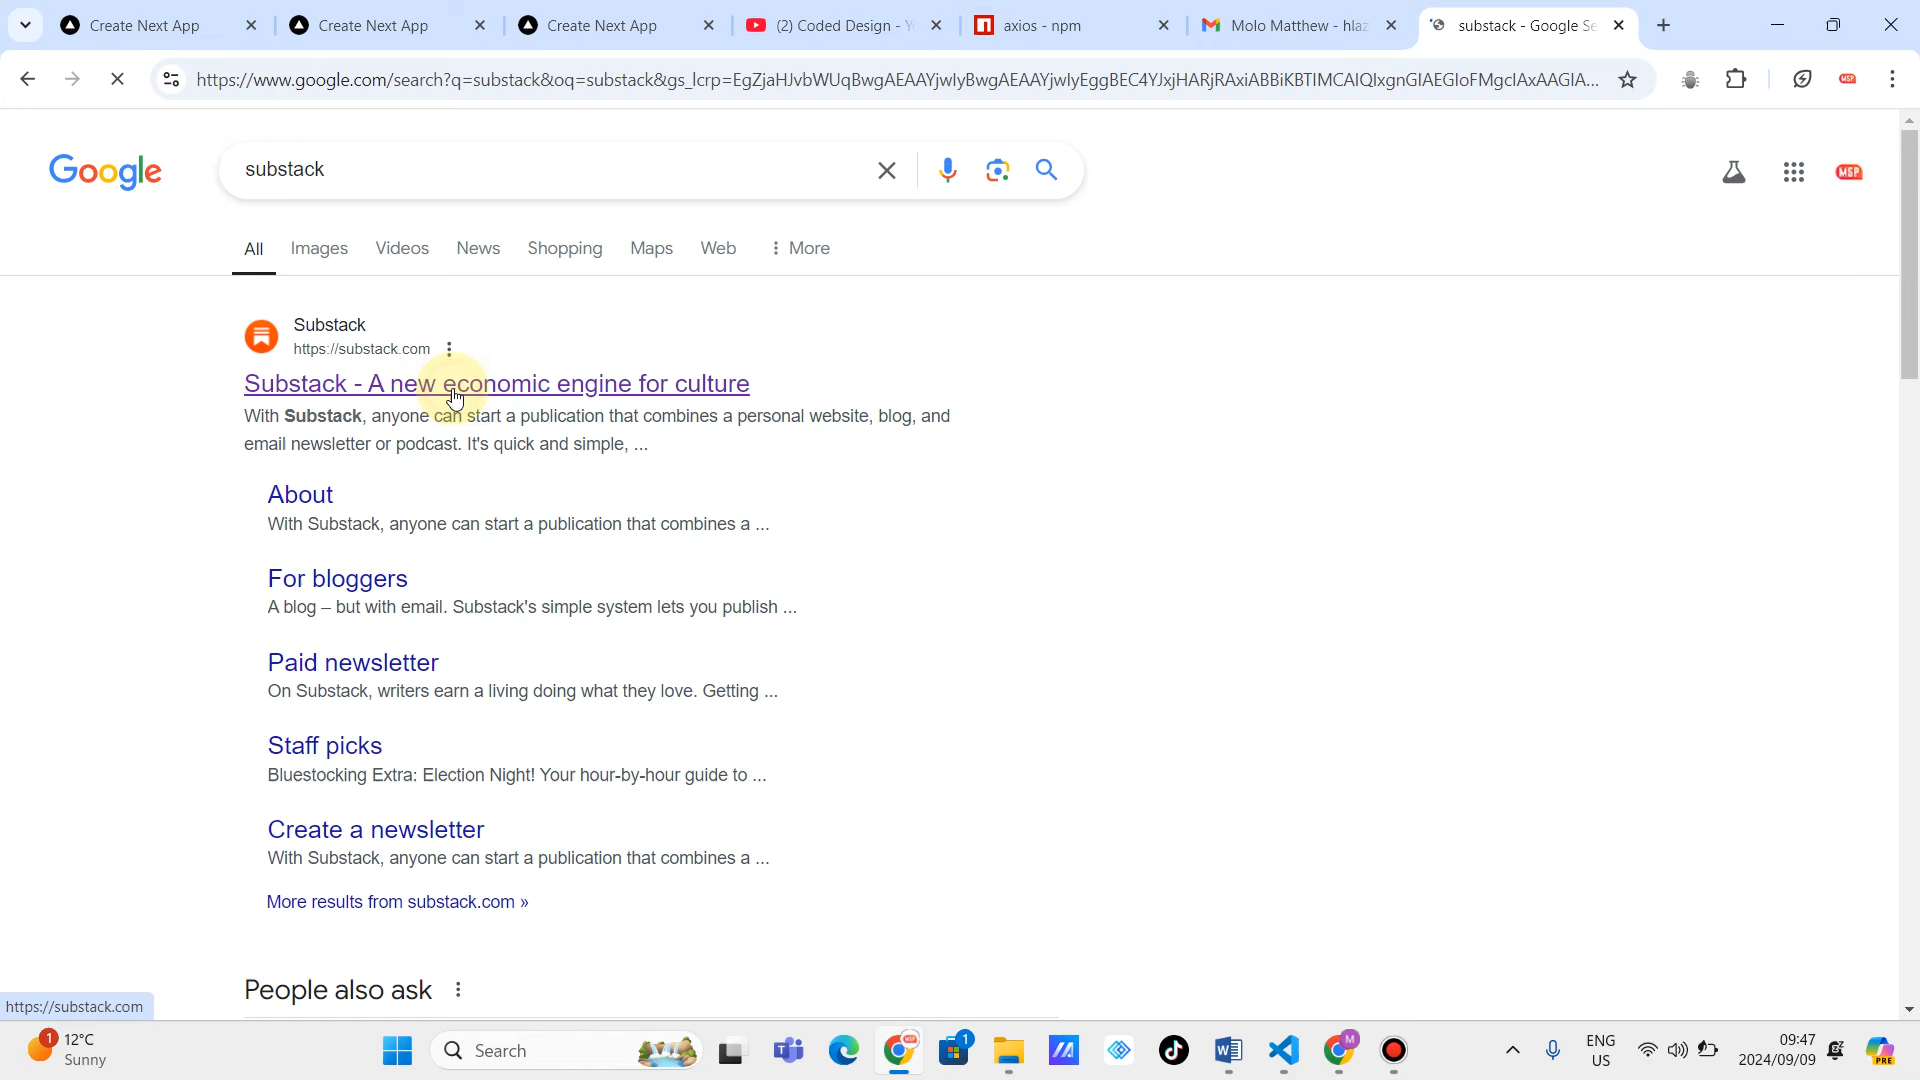 Create Next App
Create Next App
Create Next App
(2) Coded Design - Y
axios - npm
Molo Matthew - hlaz
substack - Google Se
https://www.google.com/search?q=substack&oq=substack&gs_lcrp=
MSP
Google
substack
MSP
All Images Videos News Shopping Maps Web More
Substack
https://substack.com
Substack - A new economic engine for culture
With Substack, anyone can start a publication that combines a personal website, blog, and
email newsletter or podcast. It's quick and simple, ...
About
With Substack, anyone can start a publication that combines a ...
For bloggers
A blog – but with email. Substack's simple system lets you publish ...
Paid newsletter
On Substack, writers earn a living doing what they love. Getting ...
Staff picks
Bluestocking Extra: Election Night! Your hour-by-hour guide to ...
Create a newsletter
With Substack, anyone can start a publication that combines a ...
More results from substack.com »
People also ask
https://substack.com
1
12°C
Sunny
Search
1
M
ENG
US
09:47
2024/09/09
PRE